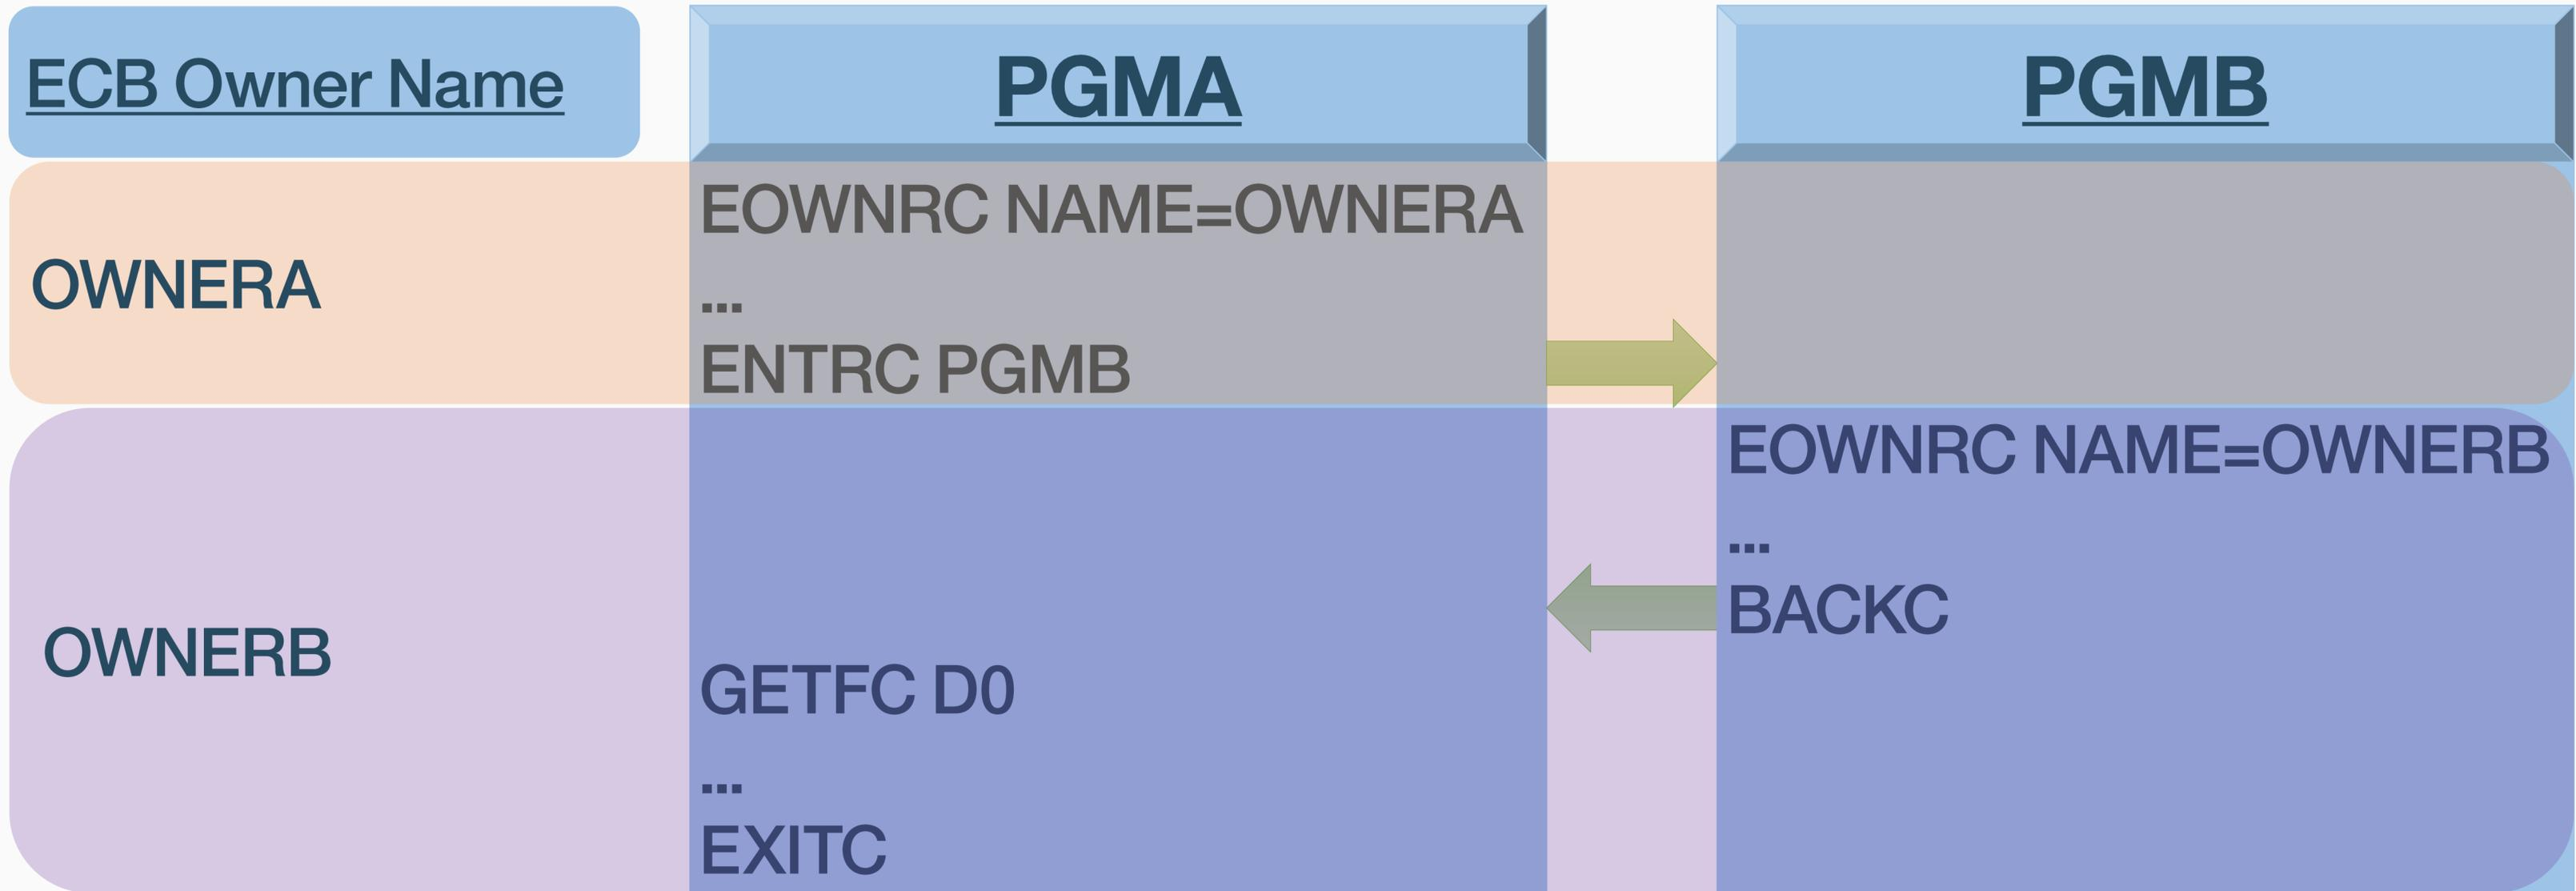 ECB Owner Name
PGMA
PGMB
OWNERA
EOWNRC NAME=OWNERA
...
ENTRC PGMB
EOWNRC NAME=OWNERB
...
BACKC
OWNERB
GETFC D0
...
EXITC